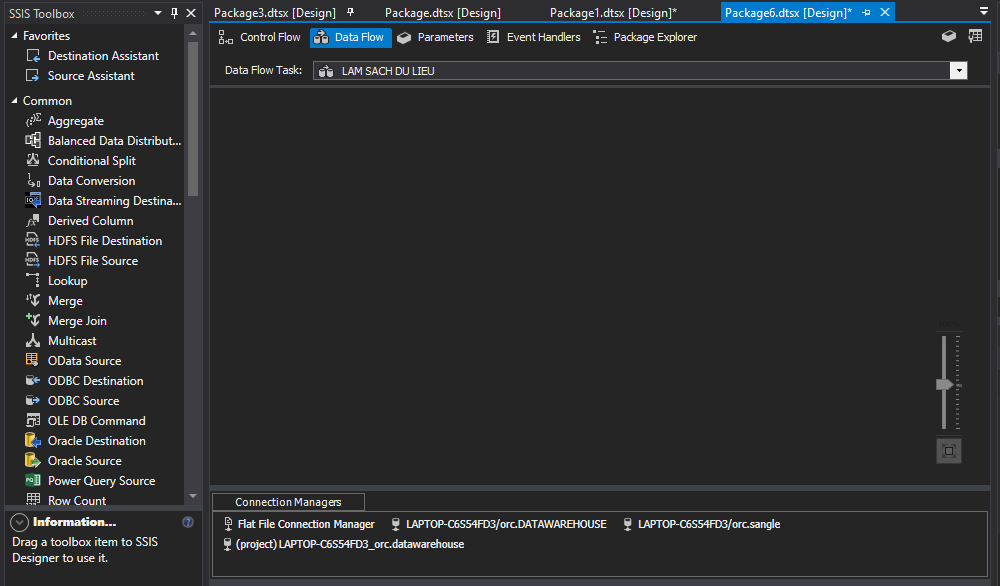 SSIS Toolbox
Favorites
Destination Assistant
Source Assistant
Common
Aggregate
Balanced Data Distribut...
Conditional Split
Data Conversion
Data Streaming Destina...
Derived Column
HDFS File Destination
HDFS File Source
Lookup
Merge
Merge Join
Multicast
OData Source
ODBC Destination
ODBC Source
OLE DB Command
Oracle Destination
Oracle Source
Power Query Source
Row Count
Information...
Drag a toolbox item to SSIS
Designer to use it.
Package3.dtsx [Design] Package.dtsx [Design] Package1.dtsx [Design]* Package6.dtsx [Design]*
Control Flow Data Flow Parameters Event Handlers Package Explorer
Data Flow Task: LAM SACH DU LIEU
Connection Managers
Flat File Connection Manager LAPTOP-C6S54FD3/orc.DATAWAREHOUSE LAPTOP-C6S54FD3/orc.sangle
(project) LAPTOP-C6S54FD3_orc.datawarehouse